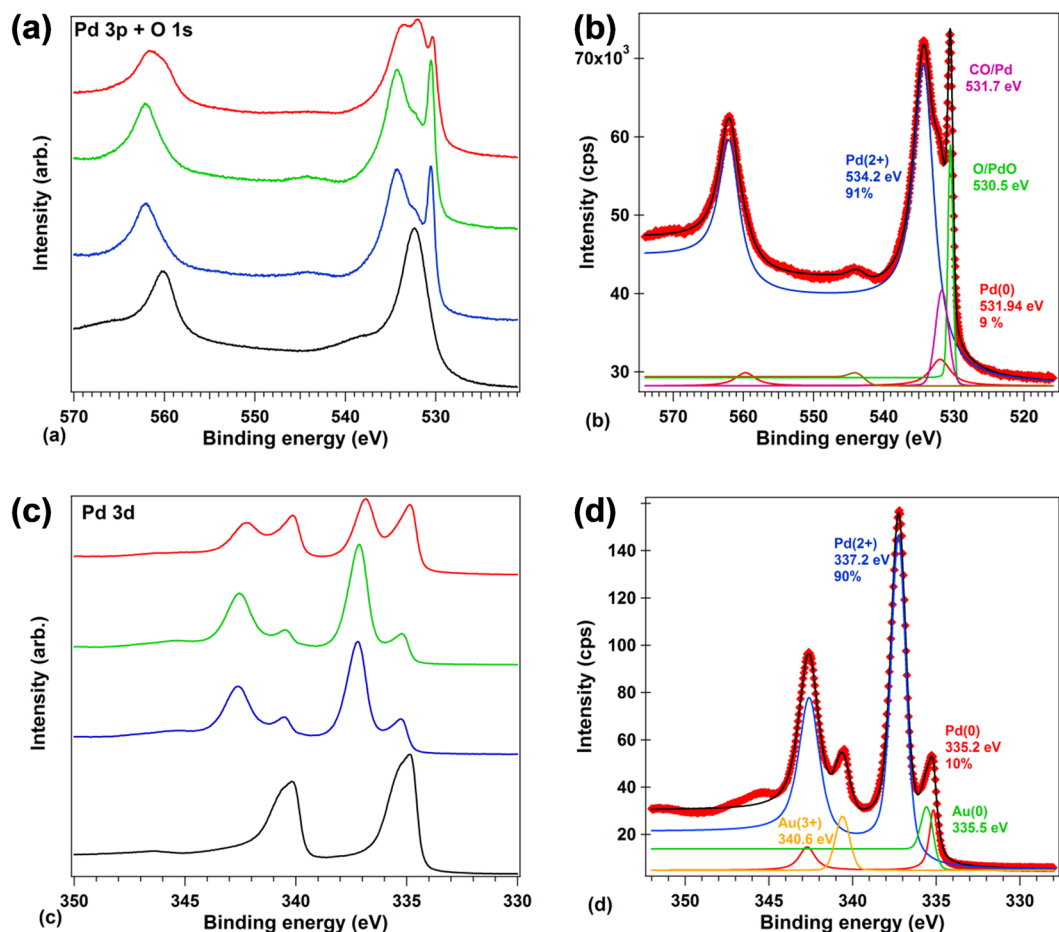 (a)
Pd 3p + O 1s
Intensity (arb.)
570
560
550
540
530
Binding energy (eV)
(a)
(b)
70x10³
60
50
40
30
Intensity (cps)
CO/Pd
531.7 eV
Pd(2+)
534.2 eV
91%
O/PdO
530.5 eV
Pd(0)
531.94 eV
9 %
570
560
550
540
530
520
Binding energy (eV)
(b)
(c)
Pd 3d
Intensity (arb.)
350
345
340
335
330
Binding energy (eV)
(c)
(d)
140
120
100
80
60
40
20
Intensity (cps)
Pd(2+)
337.2 eV
90%
Pd(0)
335.2 eV
10%
Au(3+)
340.6 eV
Au(0)
335.5 eV
350
345
340
335
330
Binding energy (eV)
(d)